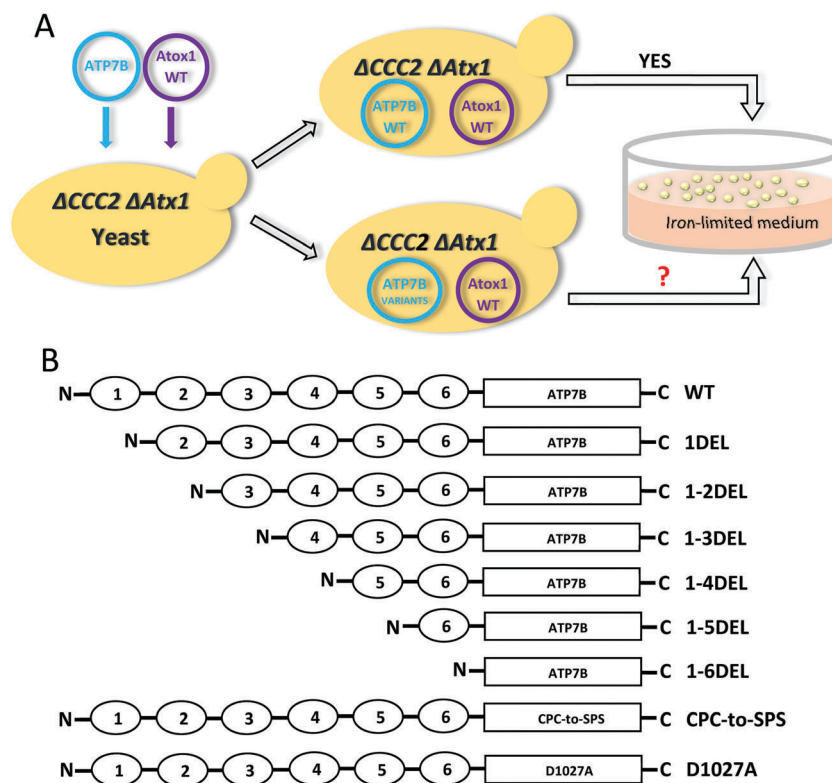 A
ATP7B
Atox1
WT
ΔCCC2 ΔAtx1
Yeast
ΔCCC2 ΔAtx1
ATP7B
WT
Atox1
WT
YES
Iron-limited medium
ΔCCC2 ΔAtx1
ATP7B
VARIANTS
Atox1
WT
?
B
N 1 2 3 4 5 6 ATP7B C WT
N 2 3 4 5 6 ATP7B C 1DEL
N 3 4 5 6 ATP7B C 1-2DEL
N 4 5 6 ATP7B C 1-3DEL
N 5 6 ATP7B C 1-4DEL
N 6 ATP7B C 1-5DEL
N ATP7B C 1-6DEL
N 1 2 3 4 5 6 CPC-to-SPS C CPC-to-SPS
N 1 2 3 4 5 6 D1027A C D1027A